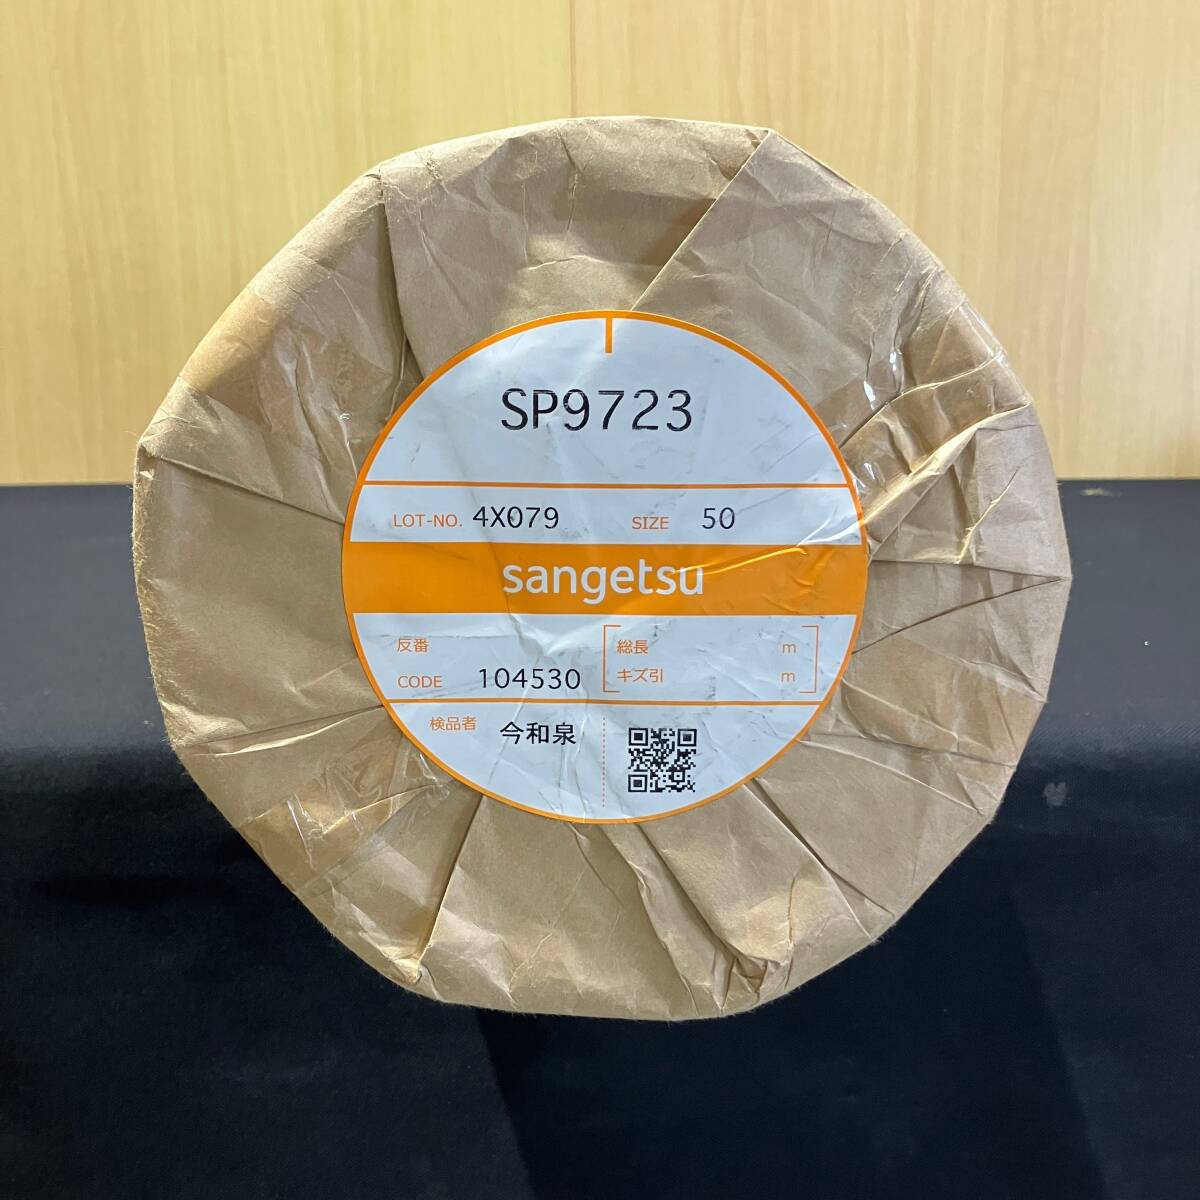 SP9723
LOT-NO. 4X079 SIZE 50
sangetsu
反番
CODE 104530
総長 m
キズ引 m
検品者 今和泉